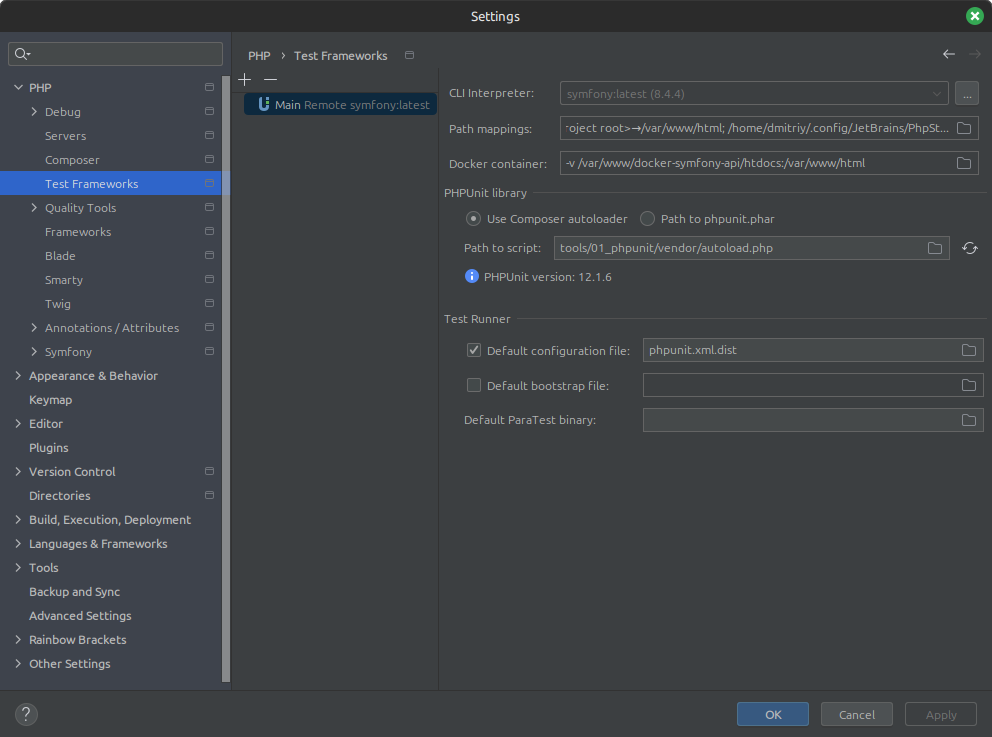 Settings
PHP
Debug
Servers
Composer
Test Frameworks
Quality Tools
Frameworks
Blade
Smarty
Twig
Annotations / Attributes
Symfony
Appearance & Behavior
Keymap
Editor
Plugins
Version Control
Directories
Build, Execution, Deployment
Languages & Frameworks
Tools
Backup and Sync
Advanced Settings
Rainbow Brackets
Other Settings
PHP › Test Frameworks
Main Remote symfony:latest
CLI Interpreter: symfony:latest (8.4.4) ...
Path mappings: roject root>→/var/www/html; /home/dmitriy/.config/JetBrains/PhpSt...
Docker container: -v /var/www/docker-symfony-api/htdocs:/var/www/html
PHPUnit library
Use Composer autoloader Path to phpunit.phar
Path to script: tools/01_phpunit/vendor/autoload.php
PHPUnit version: 12.1.6
Test Runner
Default configuration file: phpunit.xml.dist
Default bootstrap file:
Default ParaTest binary:
? OK Cancel Apply